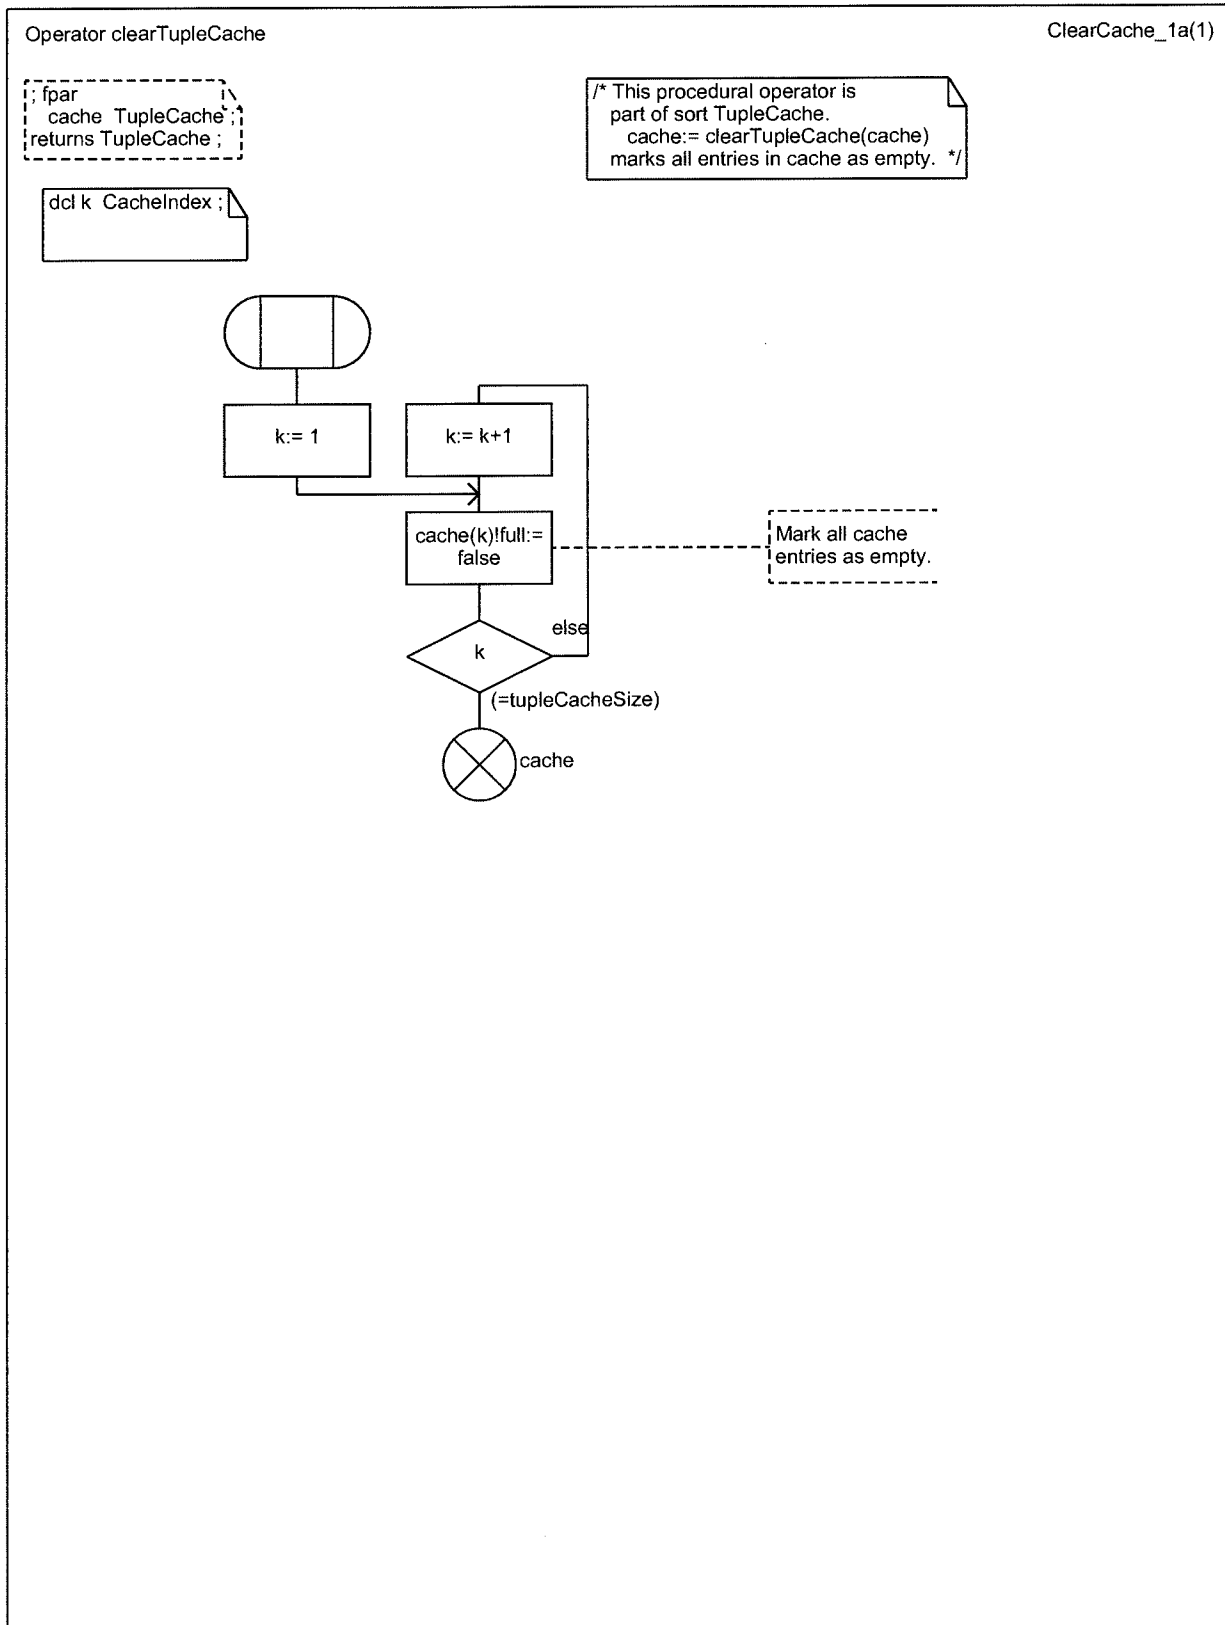 Operator clearTupleCache
ClearCache_1a(1)
; fpar
cache TupleCache ;
returns TupleCache ;
/* This procedural operator is
part of sort TupleCache.
cache:= clearTupleCache(cache)
marks all entries in cache as empty. */
dcl k CacheIndex ;
k:= 1
k:= k+1
cache(k)!full:=
false
Mark all cache
entries as empty.
else
k
(=tupleCacheSize)
cache